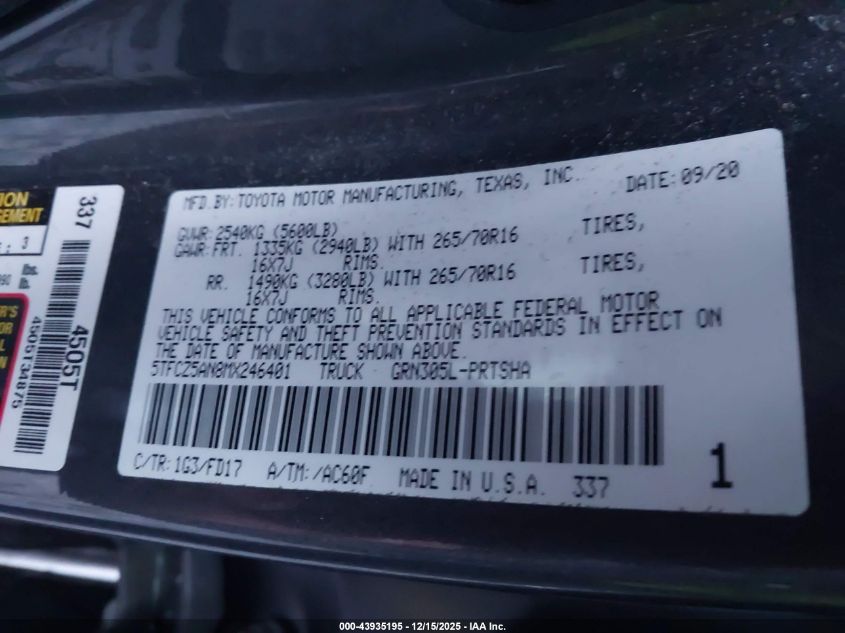 MFD BY:TOYOTA MOTOR MANUFACTURING, TEXAS, INC. DATE:09/20
GVWR:2540KG (5600LB)
GAWR:FRT. 1335KG (2940LB) WITH 265/70R16 TIRES,
16X7J RIMS.
RR. 1490KG (3280LB) WITH 265/70R16 TIRES,
16X7J RIMS.
THIS VEHICLE CONFORMS TO ALL APPLICABLE FEDERAL MOTOR
VEHICLE SAFETY AND THEFT PREVENTION STANDARDS IN EFFECT ON
THE DATE OF MANUFACTURE SHOWN ABOVE.
5TFCZ5AN8MX246401 TRUCK GRN305L-PRTSHA
C/TR:1G3/FD17 A/TM:/AC60F MADE IN U.S.A. 337 1
337
4505T
4505T34875
000-43935195 - 12/15/2025 - IAA Inc.